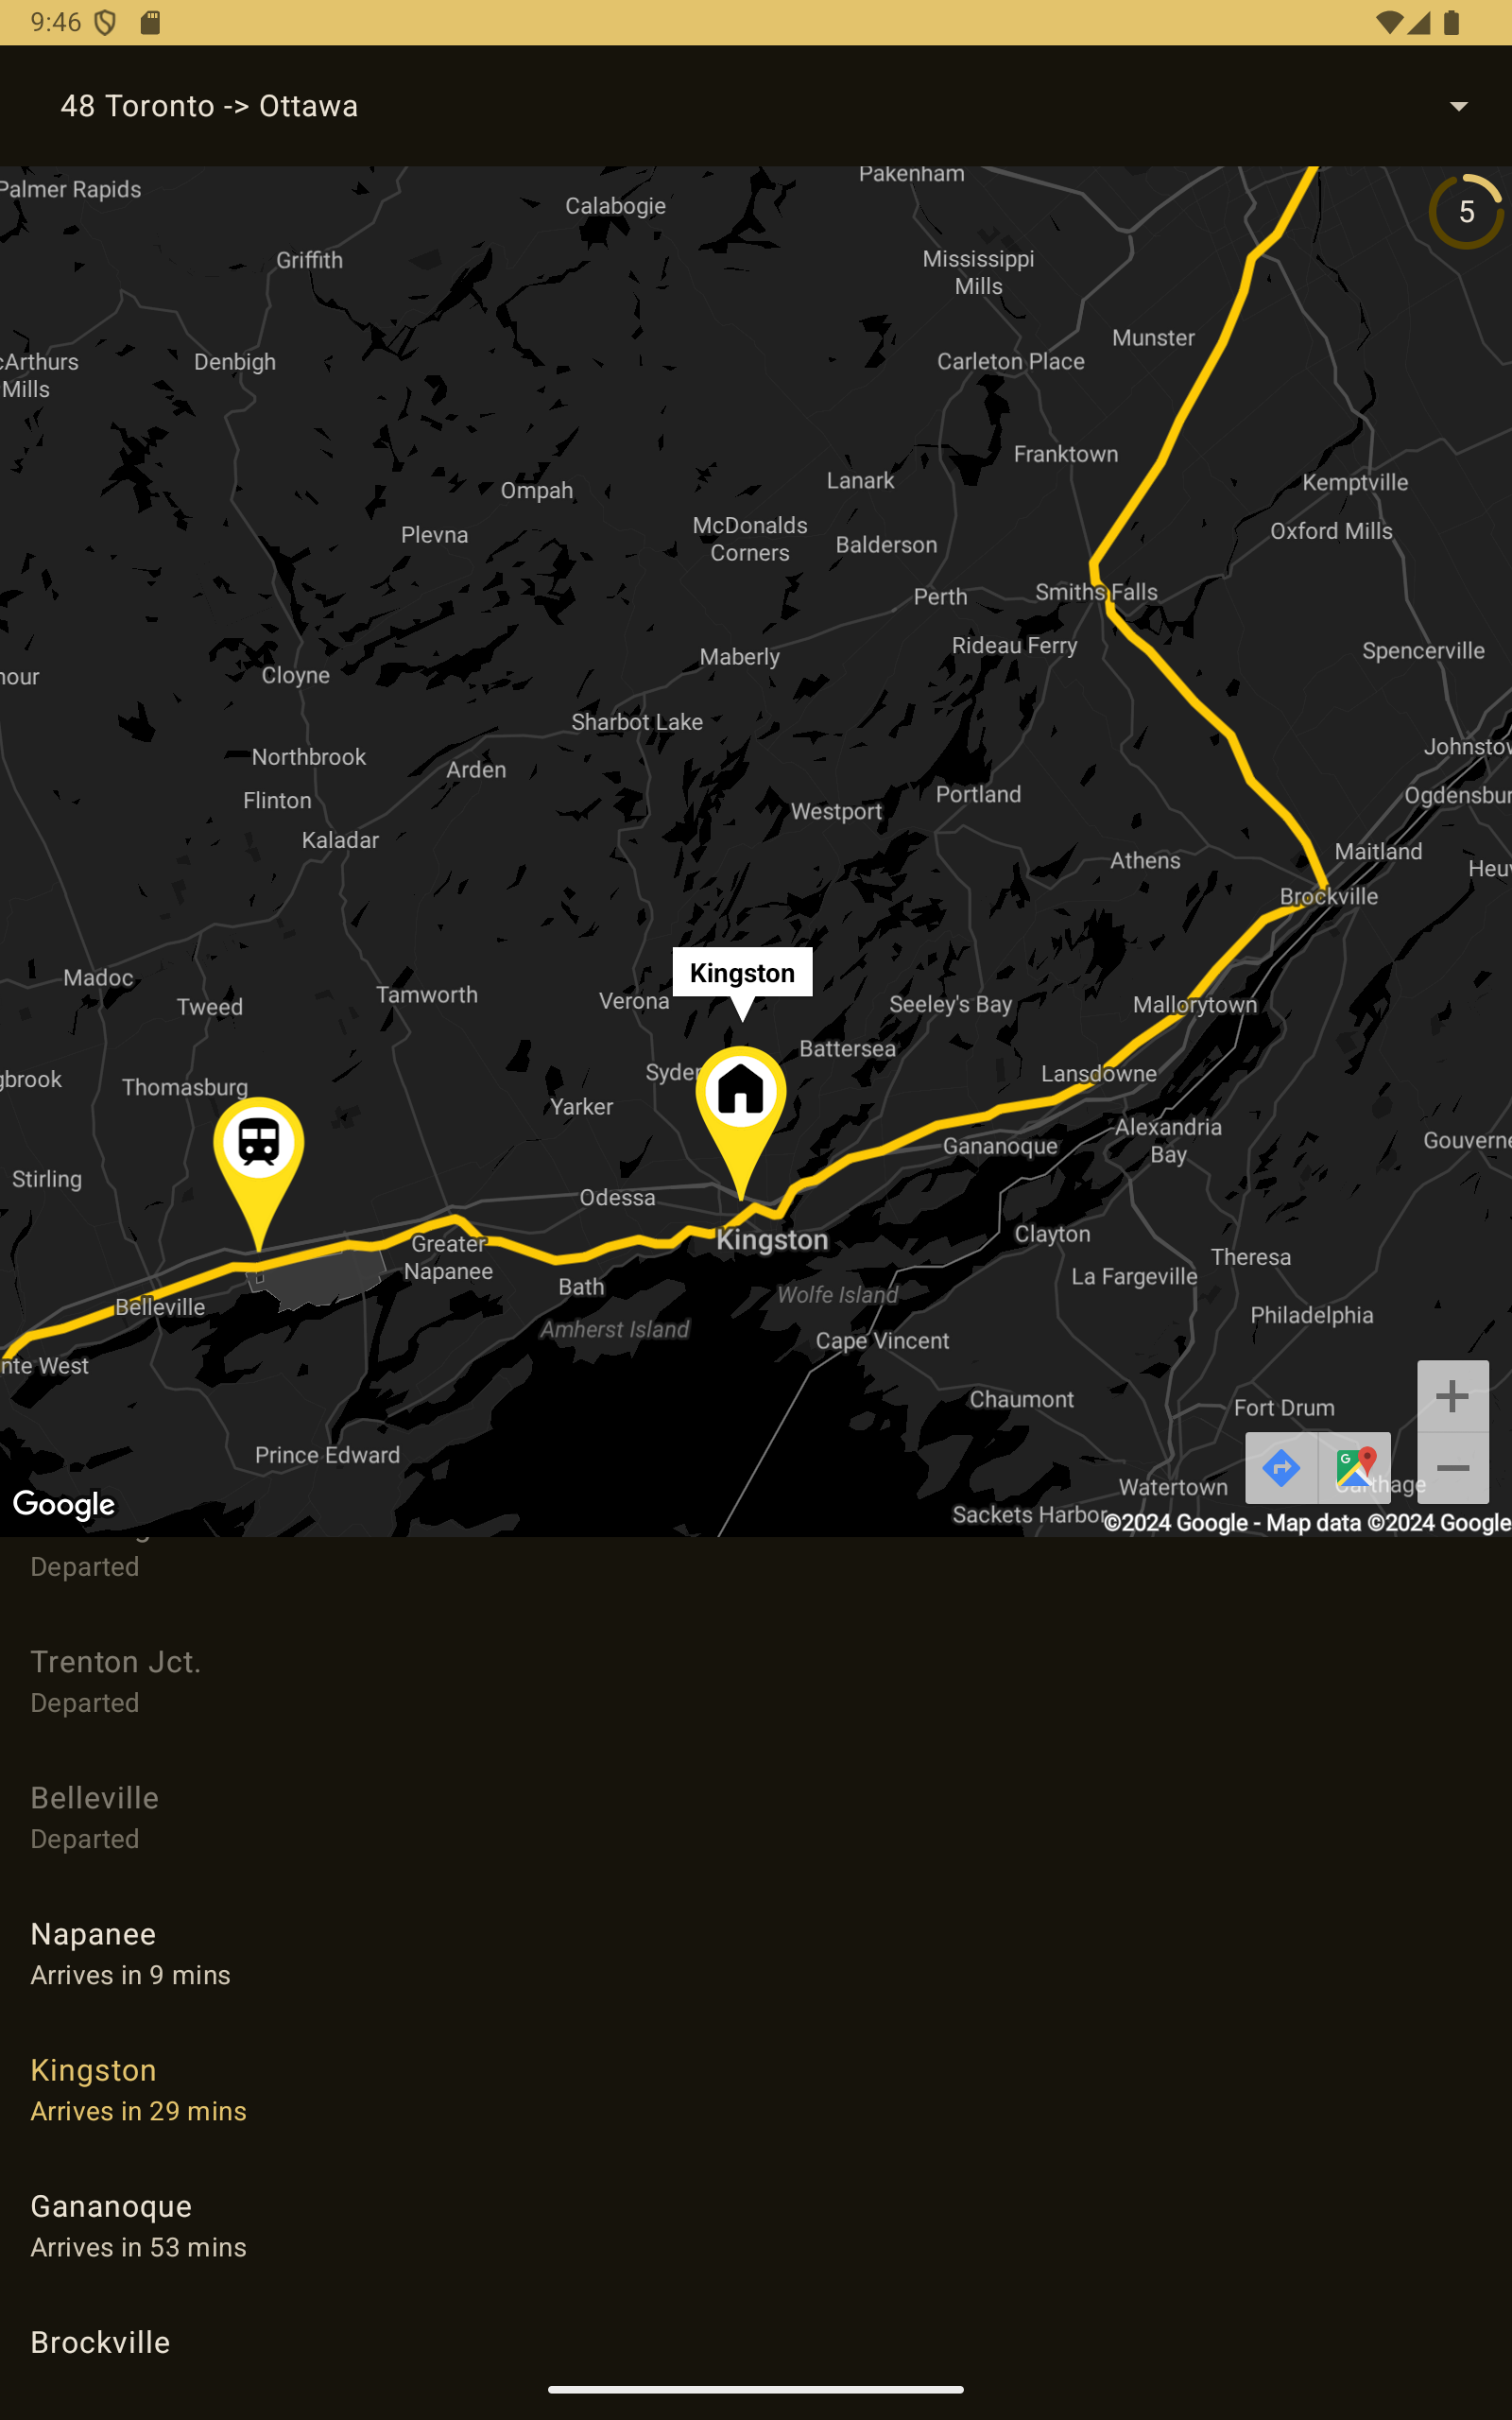 9:46
48 Toronto -> Ottawa
Pakenham
Palmer Rapids
Calabogie
5
Griffith
Mississippi
Mills
Munster
cArthurs
Mills
Denbigh
Carleton Place
Franktown
Lanark
Kemptville
Ompah
McDonalds
Corners
Plevna
Oxford Mills
Balderson
Perth
Smiths Falls
Rideau Ferry
Maberly
Spencerville
Cloyne
nour
Sharbot Lake
Johnstow
Northbrook
Arden
Portland
Ogdensbur
Flinton
Westport
Kaladar
Maitland
Athens
Heuv
Brockville
Kingston
Madoc
Tamworth
Verona
Seeley's Bay
Mallorytown
Tweed
Battersea
Syder
Lansdowne
gbrook
Thomasburg
Yarker
Alexandria
Bay
Gananoque
Gouverne
Stirling
Odessa
Clayton
Kingston
Greater
Napanee
Theresa
La Fargeville
Bath
Wolfe Island
Belleville
Philadelphia
Amherst Island
Cape Vincent
nte West
Chaumont
Fort Drum
Prince Edward
Watertown
Carthage
Google
Sackets Harbor
©2024 Google - Map data ©2024 Google
Departed
Trenton Jct.
Departed
Belleville
Departed
Napanee
Arrives in 9 mins
Kingston
Arrives in 29 mins
Gananoque
Arrives in 53 mins
Brockville